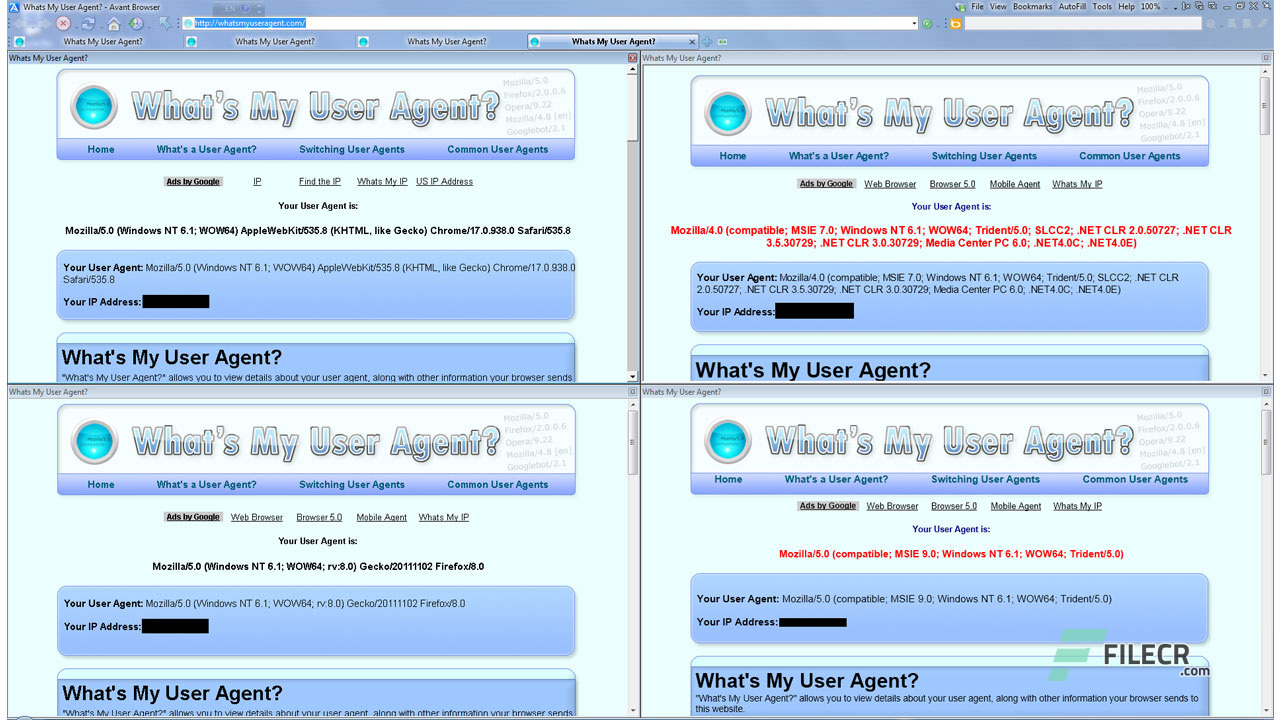 Whats My User Agent? - Avant Browser
EN
File View Bookmarks AutoFill Tools Help 100%
http://whatsmyuseragent.com/
Whats My User Agent? Whats My User Agent? Whats My User Agent? Whats My User Agent?
Whats My User Agent?
Mozilla/5.0
Firefox/2.0.0.6
What's My User Agent?
Opera/9.22
Mozilla/4.8 [en]
Googlebot/2.1
Home What's a User Agent? Switching User Agents Common User Agents
Ads by Google IP Find the IP Whats My IP US IP Address
Your User Agent is:
Mozilla/5.0 (Windows NT 6.1; WOW64) AppleWebKit/535.8 (KHTML, like Gecko) Chrome/17.0.938.0 Safari/535.8
Your User Agent: Mozilla/5.0 (Windows NT 6.1; WOW64) AppleWebKit/535.8 (KHTML, like Gecko) Chrome/17.0.938.0
Safari/535.8
Your IP Address:
What's My User Agent?
"What's My User Agent?" allows you to view details about your user agent, along with other information your browser sends
Whats My User Agent?
Mozilla/5.0
Firefox/2.0.0.6
What's My User Agent?
Opera/9.22
Mozilla/4.8 [en]
Googlebot/2.1
Home What's a User Agent? Switching User Agents Common User Agents
Ads by Google Web Browser Browser 5.0 Mobile Agent Whats My IP
Your User Agent is:
Mozilla/4.0 (compatible; MSIE 7.0; Windows NT 6.1; WOW64; Trident/5.0; SLCC2; .NET CLR 2.0.50727; .NET CLR
3.5.30729; .NET CLR 3.0.30729; Media Center PC 6.0; .NET4.0C; .NET4.0E)
Your User Agent: Mozilla/4.0 (compatible; MSIE 7.0; Windows NT 6.1; WOW64; Trident/5.0; SLCC2; .NET CLR
2.0.50727; .NET CLR 3.5.30729; .NET CLR 3.0.30729; Media Center PC 6.0; .NET4.0C; .NET4.0E)
Your IP Address:
What's My User Agent?
Whats My User Agent?
Mozilla/5.0
Firefox/2.0.0.6
What's My User Agent?
Opera/9.22
Mozilla/4.8 [en]
Googlebot/2.1
Home What's a User Agent? Switching User Agents Common User Agents
Ads by Google Web Browser Browser 5.0 Mobile Agent Whats My IP
Your User Agent is:
Mozilla/5.0 (Windows NT 6.1; WOW64; rv:8.0) Gecko/20111102 Firefox/8.0
Your User Agent: Mozilla/5.0 (Windows NT 6.1; WOW64; rv:8.0) Gecko/20111102 Firefox/8.0
Your IP Address:
What's My User Agent?
"What's My User Agent?" allows you to view details about your user agent, along with other information your browser sends
Whats My User Agent?
Mozilla/5.0
Firefox/2.0.0.6
What's My User Agent?
Opera/9.22
Mozilla/4.8 [en]
Googlebot/2.1
Home What's a User Agent? Switching User Agents Common User Agents
Ads by Google Web Browser Browser 5.0 Mobile Agent Whats My IP
Your User Agent is:
Mozilla/5.0 (compatible; MSIE 9.0; Windows NT 6.1; WOW64; Trident/5.0)
Your User Agent: Mozilla/5.0 (compatible; MSIE 9.0; Windows NT 6.1; WOW64; Trident/5.0)
Your IP Address:
What's My User Agent?
"What's My User Agent?" allows you to view details about your user agent, along with other information your browser sends to
this website.
FILECR
.com